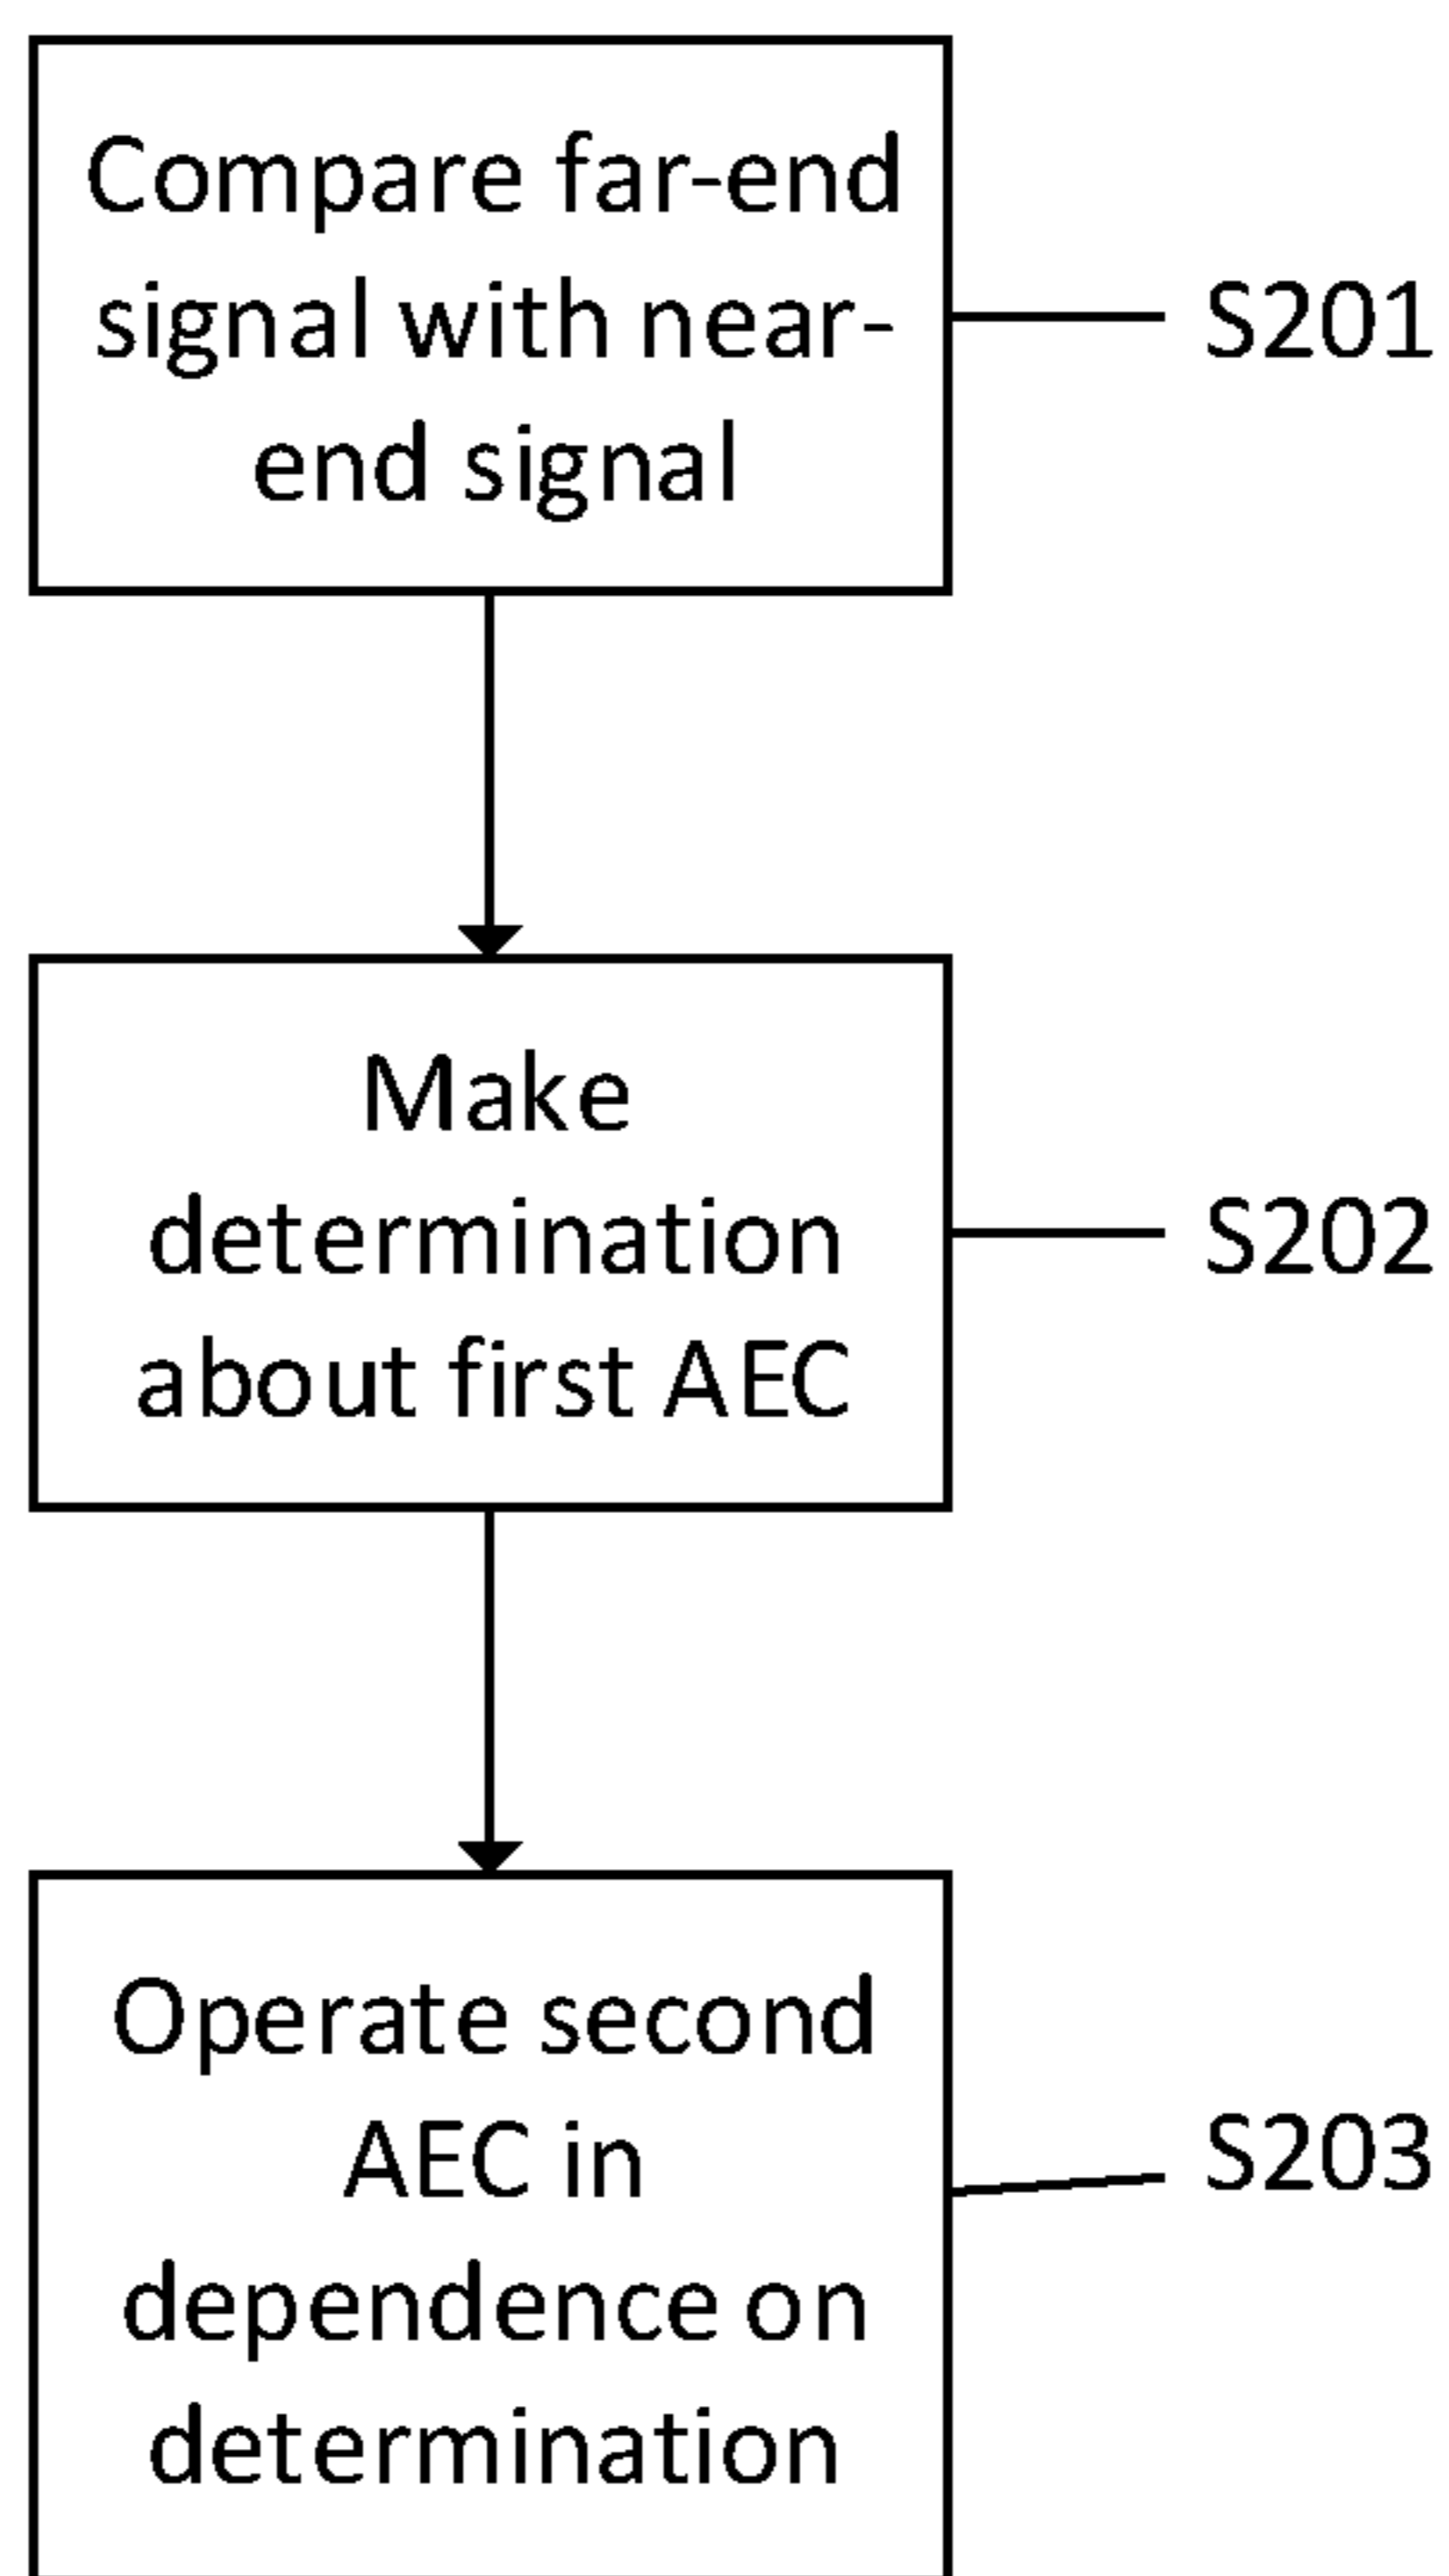 Compare far-end
signal with near-
end signal
S201
Make
determination
about first AEC
S202
Operate second
AEC in
dependence on
determination
S203